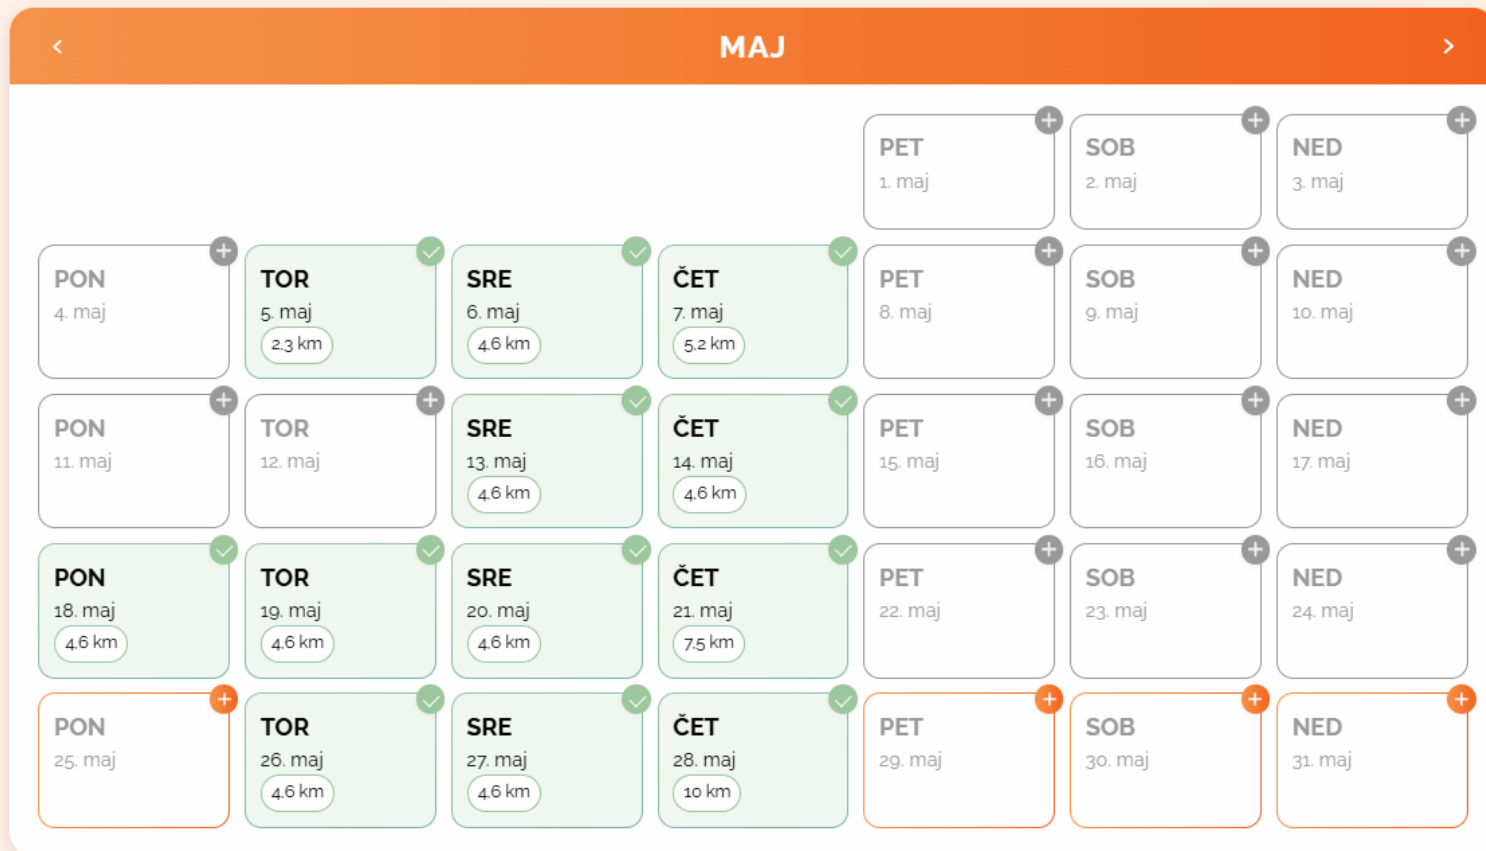 MAJ
PET
1. maj
SOB
2. maj
NED
3. maj
PON
4. maj
TOR
5. maj
2,3 km
SRE
6. maj
4,6 km
ČET
7. maj
5,2 km
PET
8. maj
SOB
9. maj
NED
10. maj
PON
11. maj
TOR
12. maj
SRE
13. maj
4,6 km
ČET
14. maj
4,6 km
PET
15. maj
SOB
16. maj
NED
17. maj
PON
18. maj
4,6 km
TOR
19. maj
4,6 km
SRE
20. maj
4,6 km
ČET
21. maj
7,5 km
PET
22. maj
SOB
23. maj
NED
24. maj
PON
25. maj
TOR
26. maj
4,6 km
SRE
27. maj
4,6 km
ČET
28. maj
10 km
PET
29. maj
SOB
30. maj
NED
31. maj